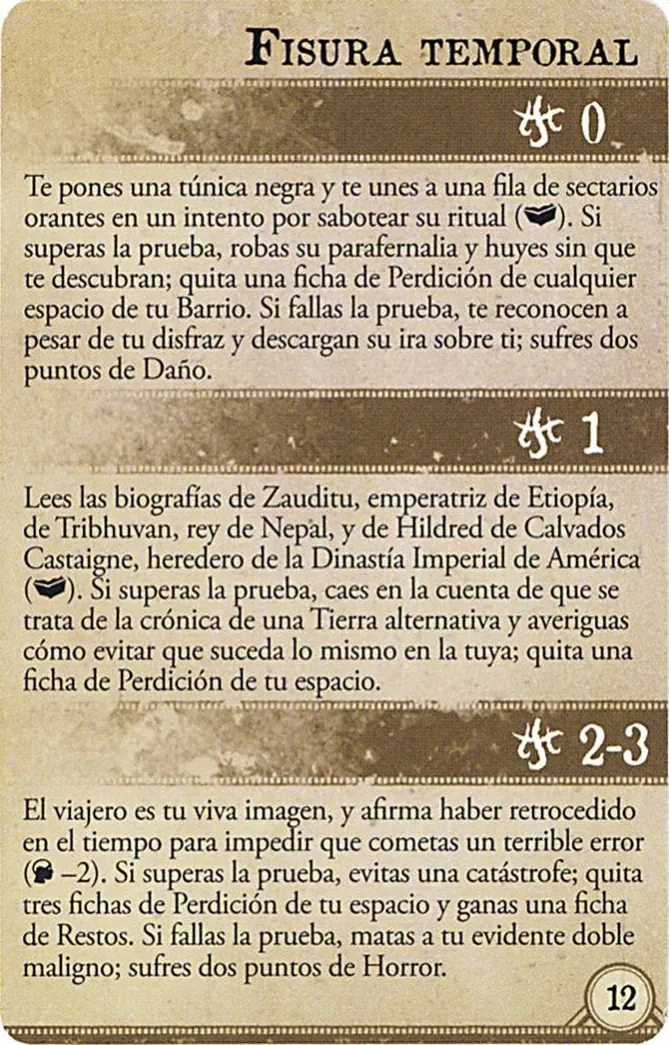 Fisura temporal
0
Te pones una túnica negra y te unes a una fila de sectarios
orantes en un intento por sabotear su ritual (). Si
superas la prueba, robas su parafernalia y huyes sin que
te descubran; quita una ficha de Perdición de cualquier
espacio de tu Barrio. Si fallas la prueba, te reconocen a
pesar de tu disfraz y descargan su ira sobre ti; sufres dos
puntos de Daño.
1
Lees las biografías de Zauditu, emperatriz de Etiopía,
de Tribhuvan, rey de Nepal, y de Hildred de Calvados
Castaigne, heredero de la Dinastía Imperial de América
(). Si superas la prueba, caes en la cuenta de que se
trata de la crónica de una Tierra alternativa y averiguas
cómo evitar que suceda lo mismo en la tuya; quita una
ficha de Perdición de tu espacio.
2-3
El viajero es tu viva imagen, y afirma haber retrocedido
en el tiempo para impedir que cometas un terrible error
( –2). Si superas la prueba, evitas una catástrofe; quita
tres fichas de Perdición de tu espacio y ganas una ficha
de Restos. Si fallas la prueba, matas a tu evidente doble
maligno; sufres dos puntos de Horror.
12